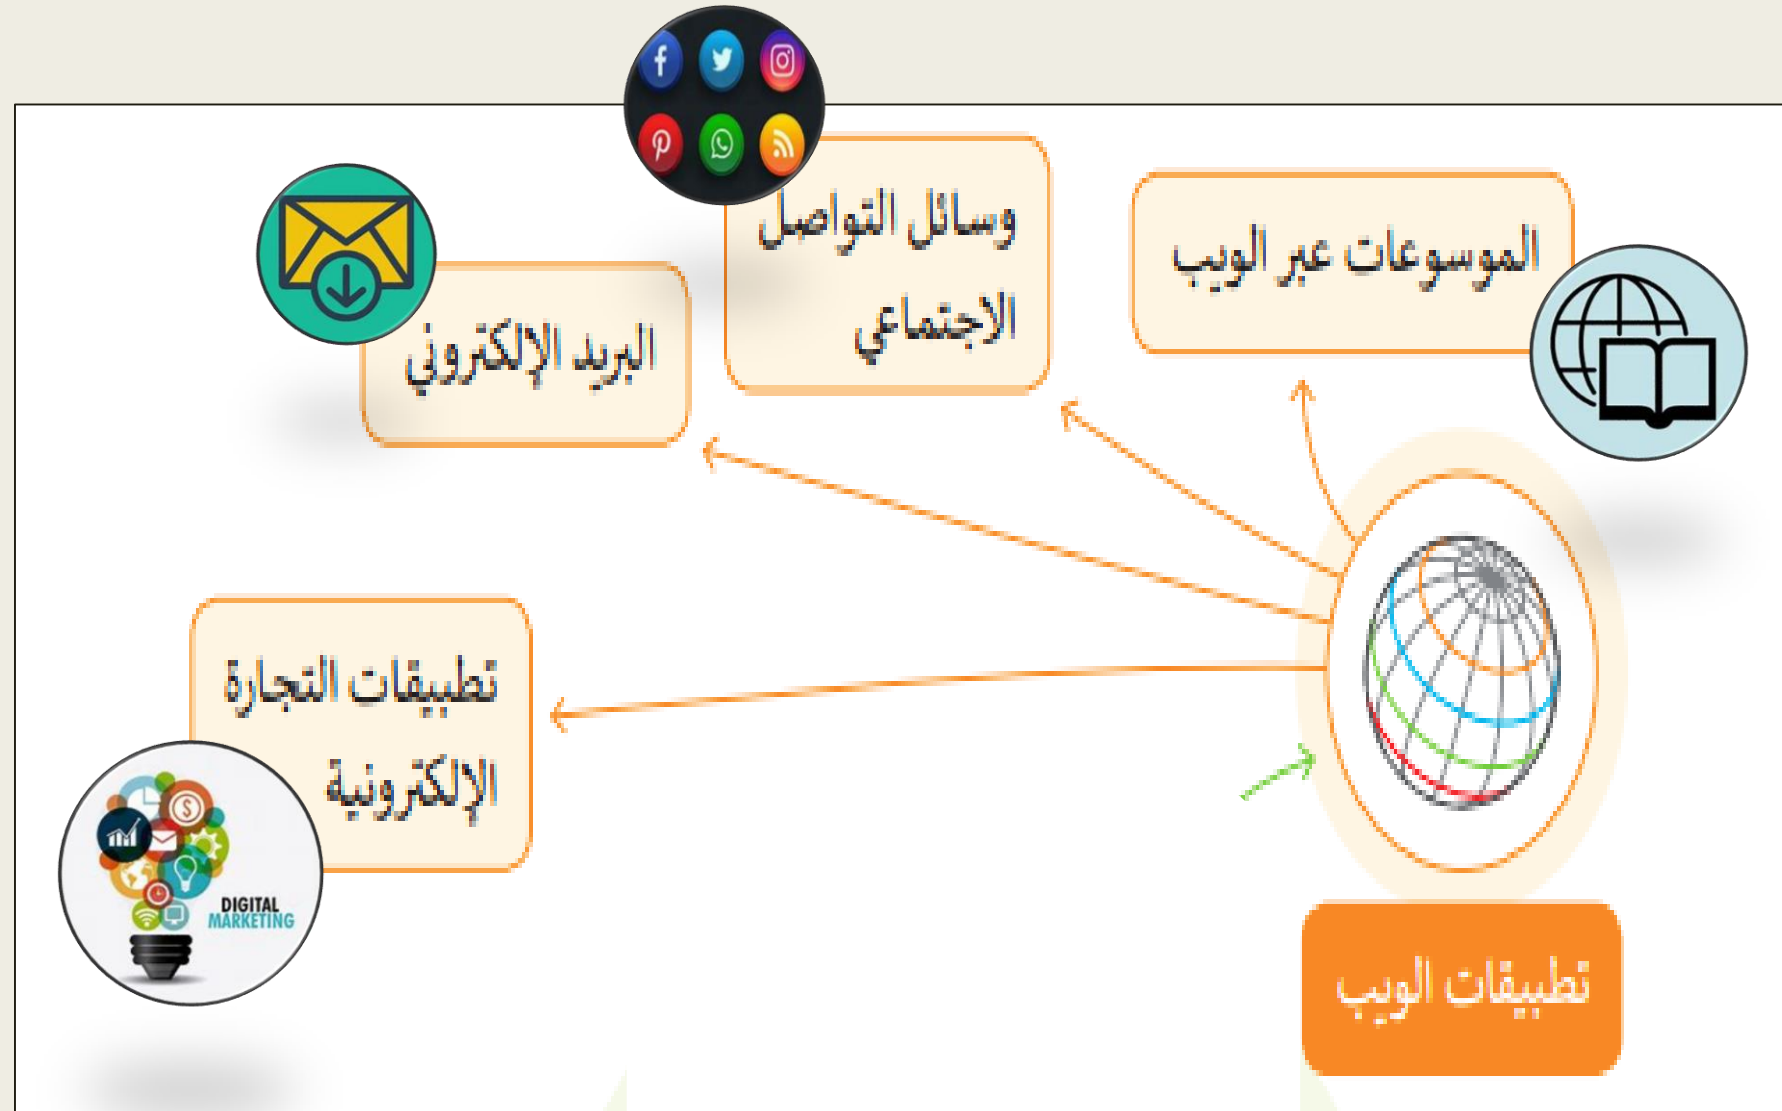 الموسوعات عبر الويب
وسائل التواصل
الاجتماعي
البريد الإلكتروني
تطبيقات التجارة
الإلكترونية
DIGITAL
MARKETING
تطبيقات الويب